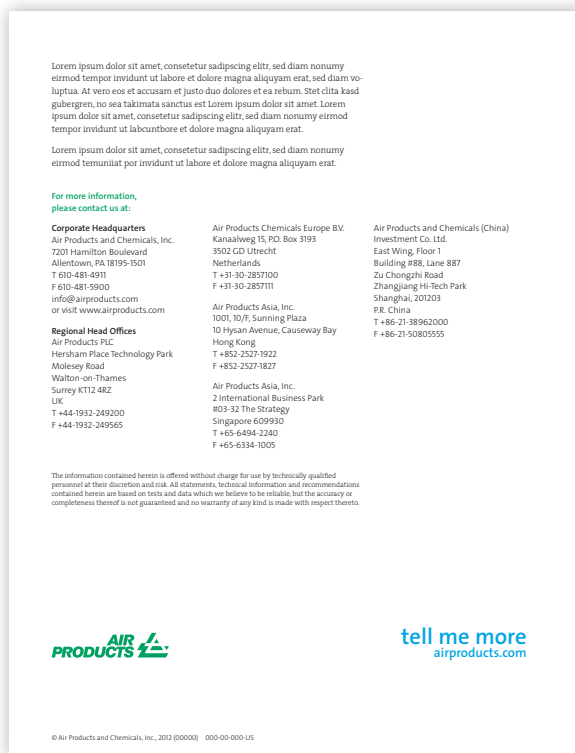 Lorem ipsum dolor sit amet, consetetur sadipscing elitr, sed diam nonumy
eirmod tempor invidunt ut labore et dolore magna aliquyam erat, sed diam vo-
luptua. At vero eos et accusam et justo duo dolores et ea rebum. Stet clita kasd
gubergren, no sea takimata sanctus est Lorem ipsum dolor sit amet. Lorem
ipsum dolor sit amet, consetetur sadipscing elitr, sed diam nonumy eirmod
tempor invidunt ut labcuntbore et dolore magna aliquyam erat.
Lorem ipsum dolor sit amet, consetetur sadipscing elitr, sed diam nonumy
eirmod temuniiat por invidunt ut labore et dolore magna aliquyam erat.
For more information,
please contact us at:
Corporate Headquarters
Air Products and Chemicals, Inc.
7201 Hamilton Boulevard
Allentown, PA 18195-1501
T 610-481-4911
F 610-481-5900
info@airproducts.com
or visit www.airproducts.com
Regional Head Offices
Air Products PLC
Hersham Place Technology Park
Molesey Road
Walton-on-Thames
Surrey KT12 4RZ
UK
T +44-1932-249200
F +44-1932-249565
Air Products Chemicals Europe B.V.
Kanaalweg 15, P.O. Box 3193
3502 GD Utrecht
Netherlands
T +31-30-2857100
F +31-30-2857111
Air Products Asia, Inc.
1001, 10/F, Sunning Plaza
10 Hysan Avenue, Causeway Bay
Hong Kong
T +852-2527-1922
F +852-2527-1827
Air Products Asia, Inc.
2 International Business Park
#03-32 The Strategy
Singapore 609930
T +65-6494-2240
F +65-6334-1005
Air Products and Chemicals (China)
Investment Co. Ltd.
East Wing, Floor 1
Building #88, Lane 887
Zu Chongzhi Road
Zhangjiang Hi-Tech Park
Shanghai, 201203
P.R. China
T +86-21-38962000
F +86-21-50805555
The information contained herein is offered without charge for use by technically qualified
personnel at their discretion and risk. All statements, technical information and recommendations
contained herein are based on tests and data which we believe to be reliable, but the accuracy or
completeness thereof is not guaranteed and no warranty of any kind is made with respect thereto.
AIR
PRODUCTS
tell me more
airproducts.com
© Air Products and Chemicals, Inc., 2012 (00000) 000-00-000-US